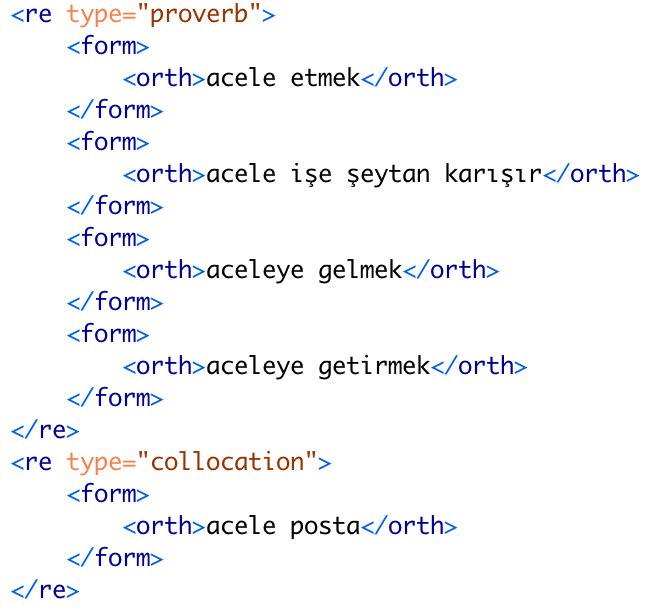 <re type="proverb">
    <form>
        <orth>acele etmek</orth>
    </form>
    <form>
        <orth>acele işe şeytan karışır</orth>
    </form>
    <form>
        <orth>aceleye gelmek</orth>
    </form>
    <form>
        <orth>aceleye getirmek</orth>
    </form>
</re>
<re type="collocation">
    <form>
        <orth>acele posta</orth>
    </form>
</re>